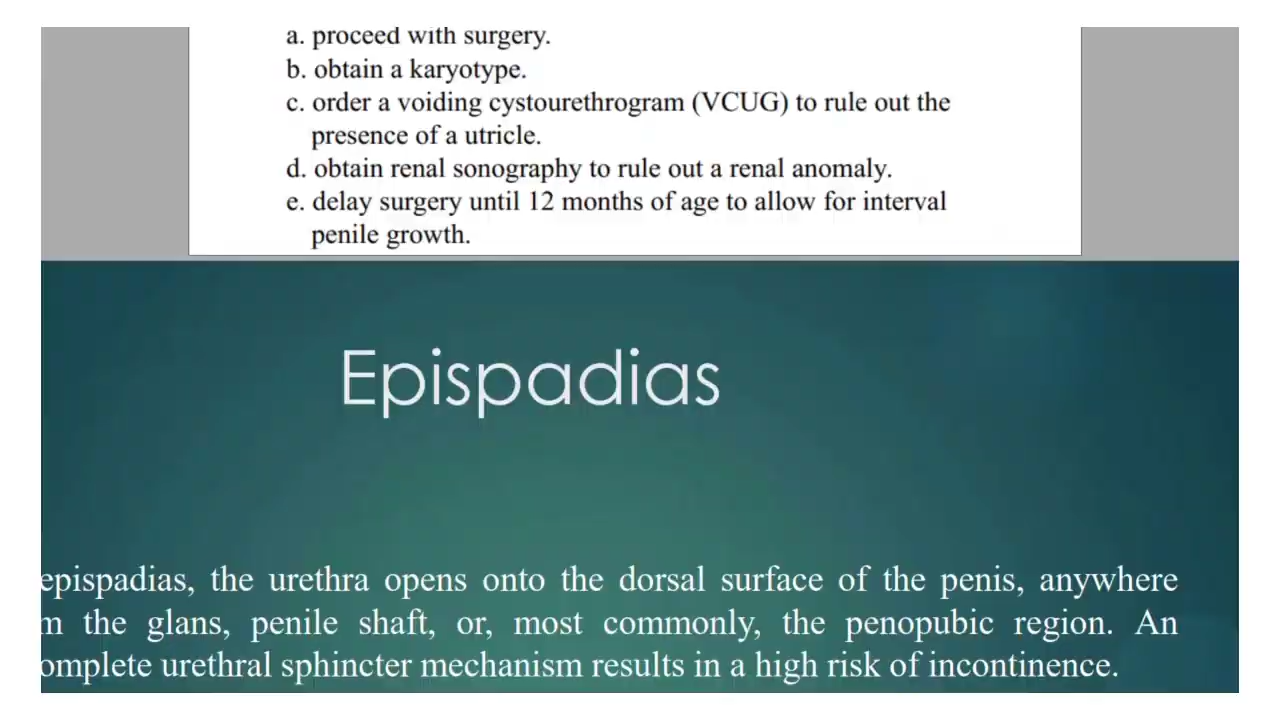 a. proceed with surgery.
b. obtain a karyotype.
c. order a voiding cystourethrogram (VCUG) to rule out the
presence of a utricle.
d. obtain renal sonography to rule out a renal anomaly.
e. delay surgery until 12 months of age to allow for interval
penile growth.
Epispadias
epispadias, the urethra opens onto the dorsal surface of the penis, anywhere
m the glans, penile shaft, or, most commonly, the penopubic region. An
omplete urethral sphincter mechanism results in a high risk of incontinence.